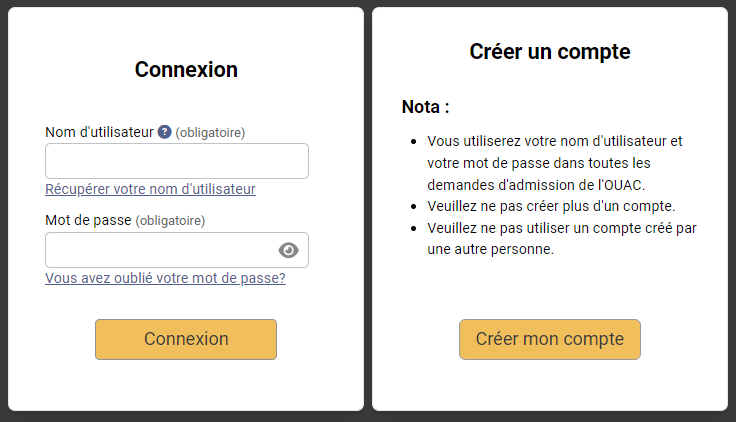 Connexion
Nom d'utilisateur ? (obligatoire)
Récupérer votre nom d'utilisateur
Mot de passe (obligatoire)
Vous avez oublié votre mot de passe?
Connexion
Créer un compte
Nota :
• Vous utiliserez votre nom d'utilisateur et
votre mot de passe dans toutes les
demandes d'admission de l'OUAC.
• Veuillez ne pas créer plus d'un compte.
• Veuillez ne pas utiliser un compte créé par
une autre personne.
Créer mon compte